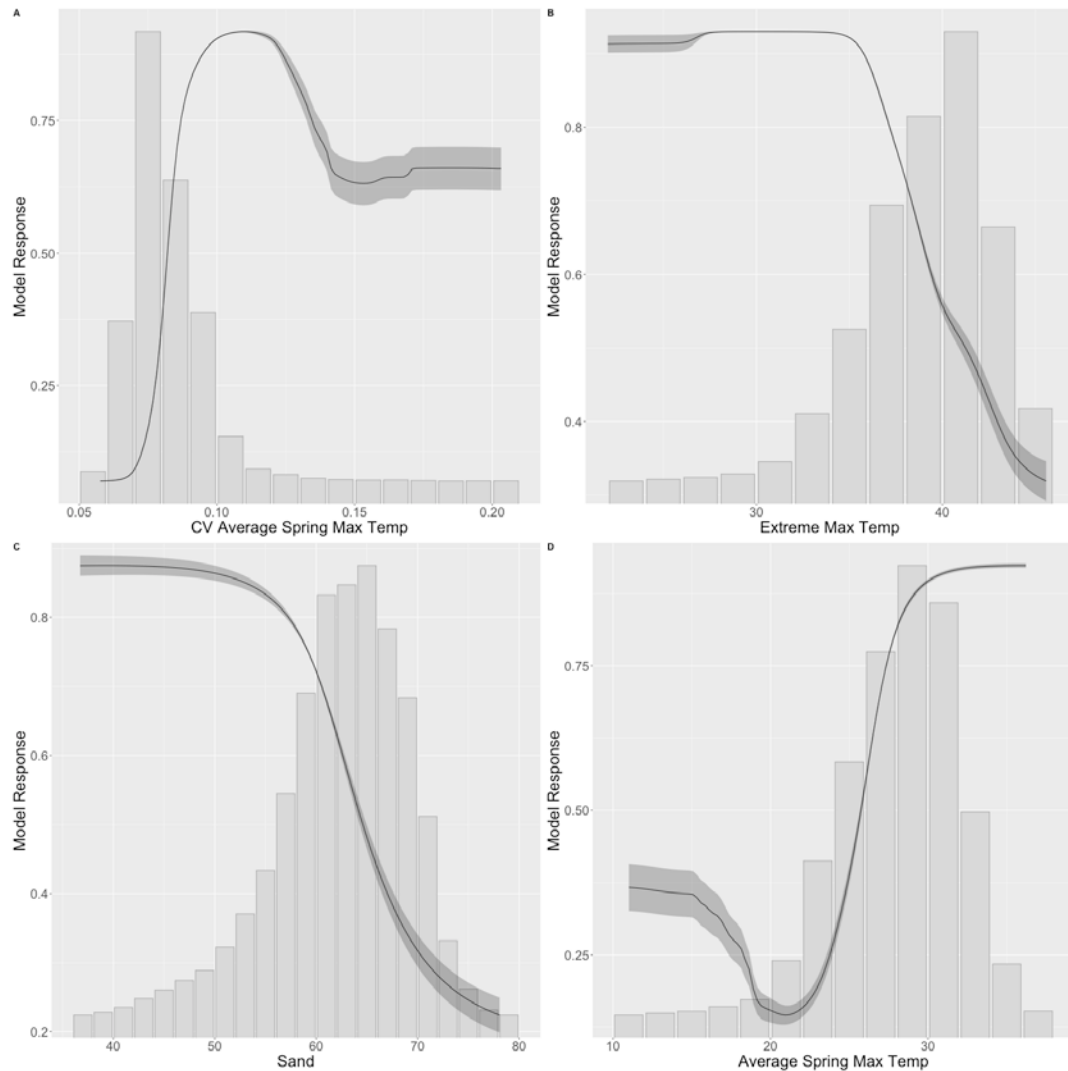 A
Model Response
0.75
0.50
0.25
0.05
0.10
0.15
0.20
CV Average Spring Max Temp
B
Model Response
0.8
0.6
0.4
30
40
Extreme Max Temp
C
Model Response
0.8
0.6
0.4
0.2
40
50
60
70
80
Sand
D
Model Response
0.75
0.50
0.25
10
20
30
Average Spring Max Temp